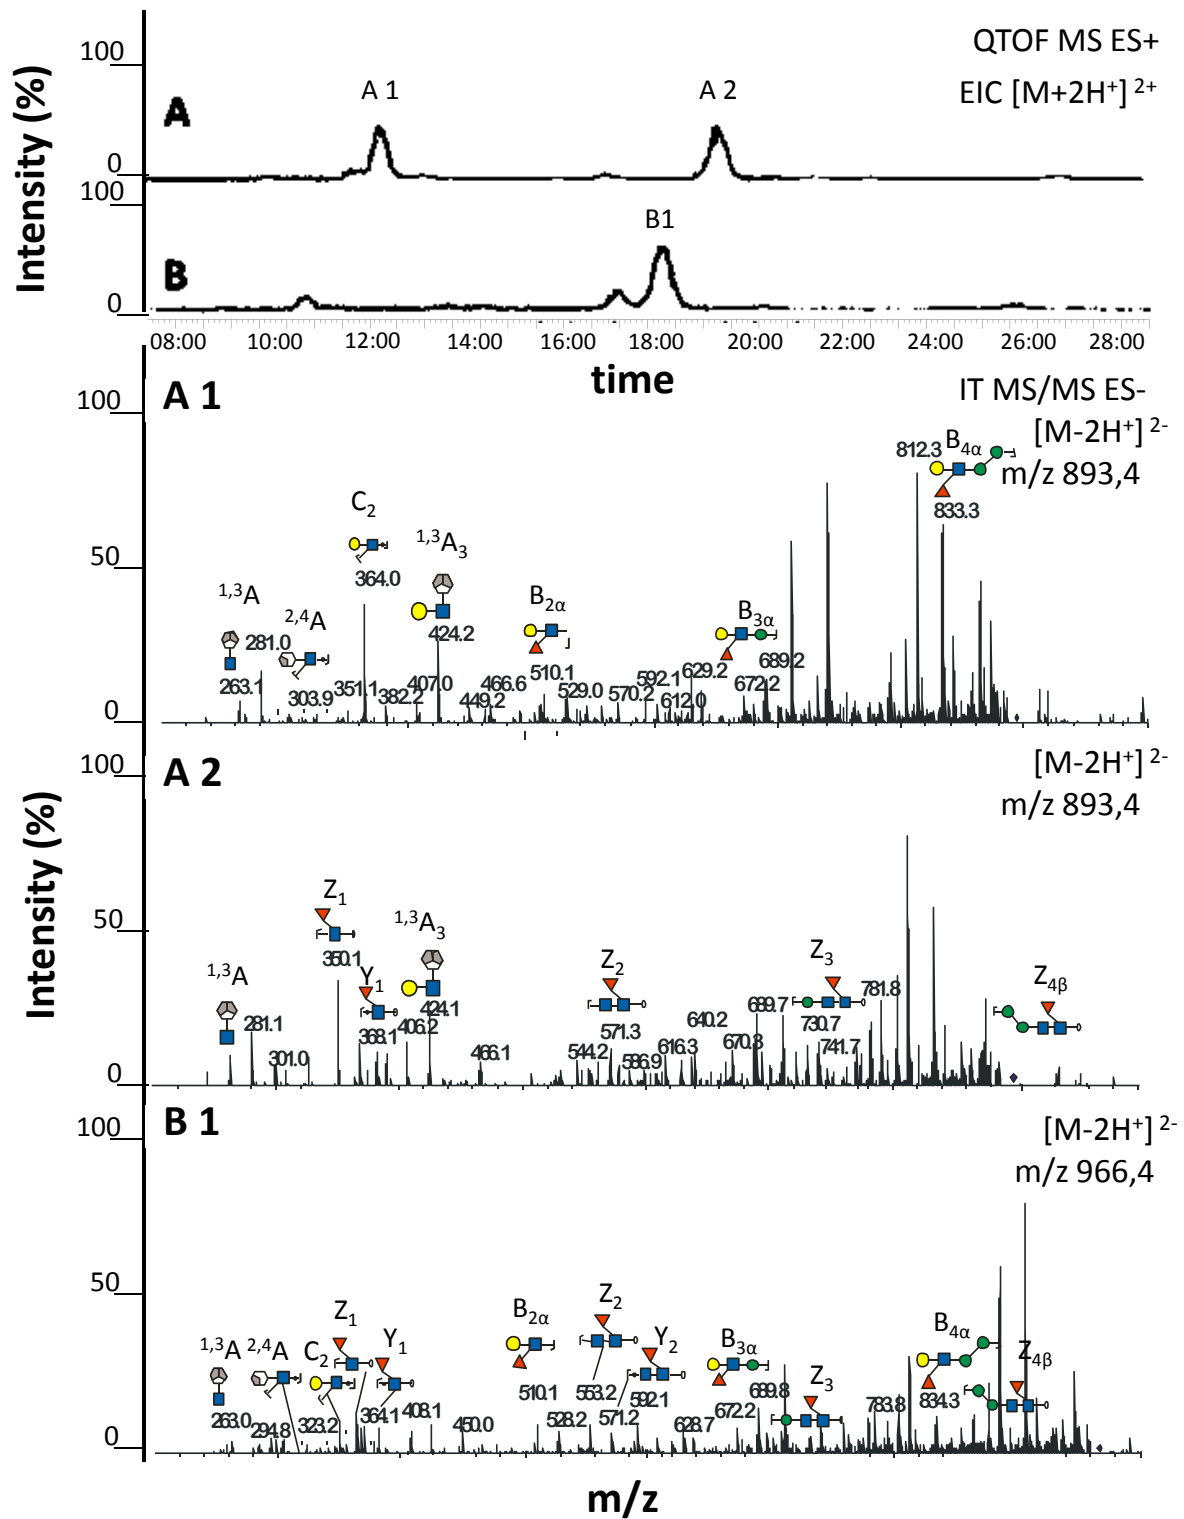 QTOF MS ES+
EIC [M+2H+] 2+
Intensity (%)
100
0
A
A 1
A 2
100
0
B
B1
08:00 10:00 12:00 14:00 16:00 18:00 20:00 22:00 24:00 26:00 28:00
time
A 1
IT MS/MS ES-
[M-2H+] 2-
m/z 893,4
100
50
0
1,3A
263.1
281.0
2,4A
303.9
351.1
C2
364.0
382.2
407.0
1,3A3
424.2
449.2
466.6
B2α
510.1
529.0
570.2
592.1
612.0
629.2
672.2
B3α
689.2
812.3
B4α
833.3
Intensity (%)
A 2
[M-2H+] 2-
m/z 893,4
100
50
0
1,3A
281.1
301.0
Z1
350.1
Y1
368.1
406.2
1,3A3
424.1
466.1
544.2
Z2
571.3
586.9
616.3
640.2
670.3
689.7
Z3
730.7
741.7
781.8
Z4β
B 1
[M-2H+] 2-
m/z 966,4
100
50
0
1,3A
263.0
2,4A
294.8
C2
323.2
Z1
364.1
Y1
408.1
450.0
B2α
510.1
528.2
Z2
553.2
571.2
Y2
592.1
628.7
672.2
B3α
689.8
Z3
783.8
B4α
834.3
Z4β
m/z